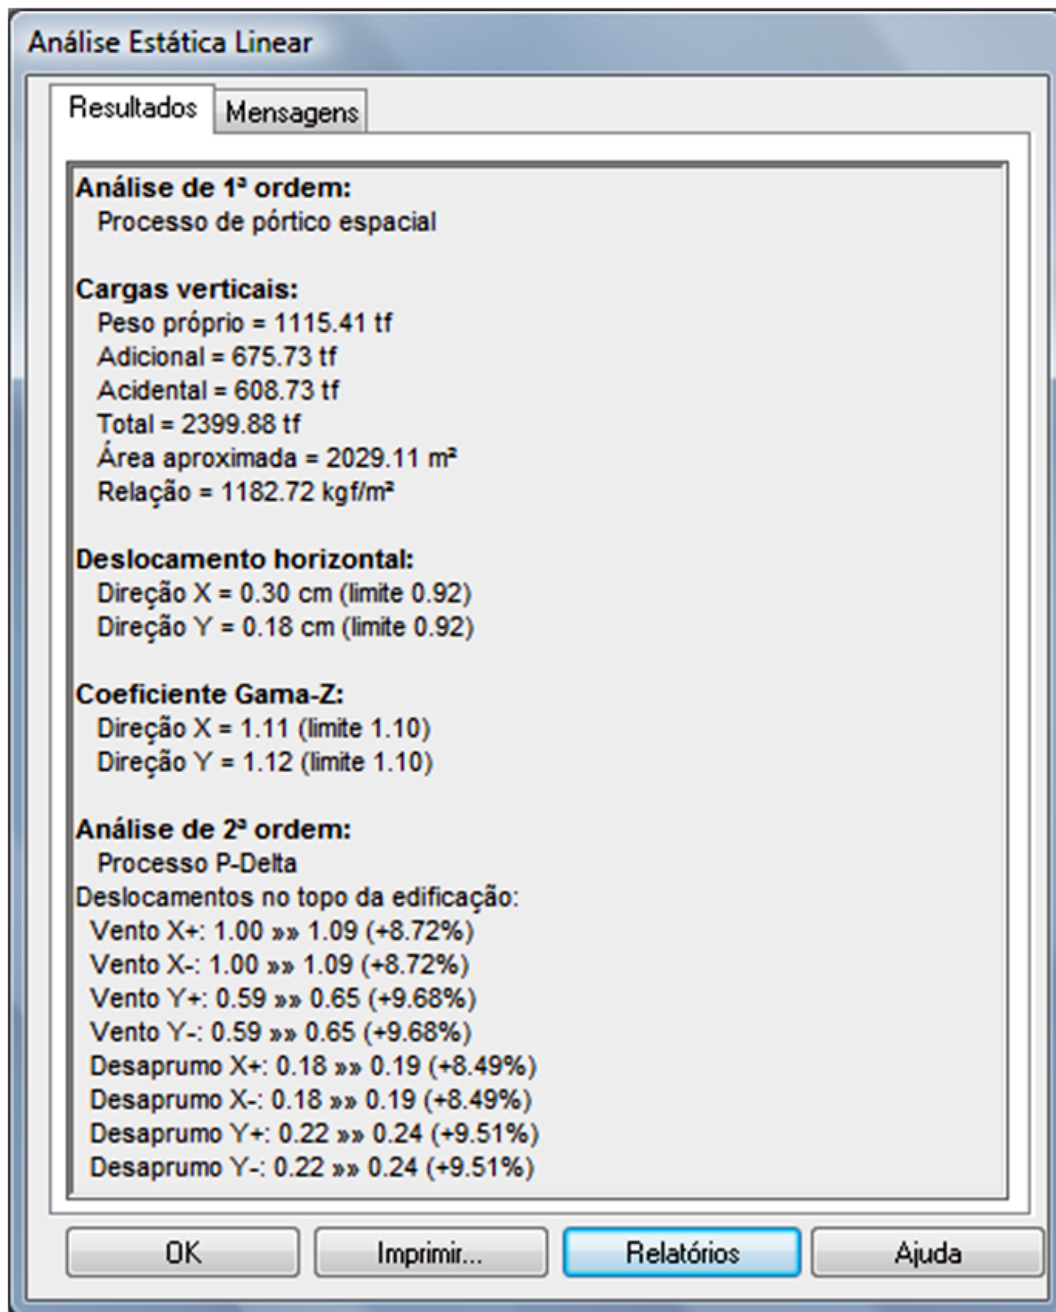 Análise Estática Linear
Resultados
Mensagens
Análise de 1ª ordem:
Processo de pórtico espacial
Cargas verticais:
Peso próprio = 1115.41 tf
Adicional = 675.73 tf
Acidental = 608.73 tf
Total = 2399.88 tf
Área aproximada = 2029.11 m²
Relação = 1182.72 kgf/m²
Deslocamento horizontal:
Direção X = 0.30 cm (limite 0.92)
Direção Y = 0.18 cm (limite 0.92)
Coeficiente Gama-Z:
Direção X = 1.11 (limite 1.10)
Direção Y = 1.12 (limite 1.10)
Análise de 2ª ordem:
Processo P-Delta
Deslocamentos no topo da edificação:
Vento X+: 1.00 »» 1.09 (+8.72%)
Vento X-: 1.00 »» 1.09 (+8.72%)
Vento Y+: 0.59 »» 0.65 (+9.68%)
Vento Y-: 0.59 »» 0.65 (+9.68%)
Desaprumo X+: 0.18 »» 0.19 (+8.49%)
Desaprumo X-: 0.18 »» 0.19 (+8.49%)
Desaprumo Y+: 0.22 »» 0.24 (+9.51%)
Desaprumo Y-: 0.22 »» 0.24 (+9.51%)
OK
Imprimir...
Relatórios
Ajuda